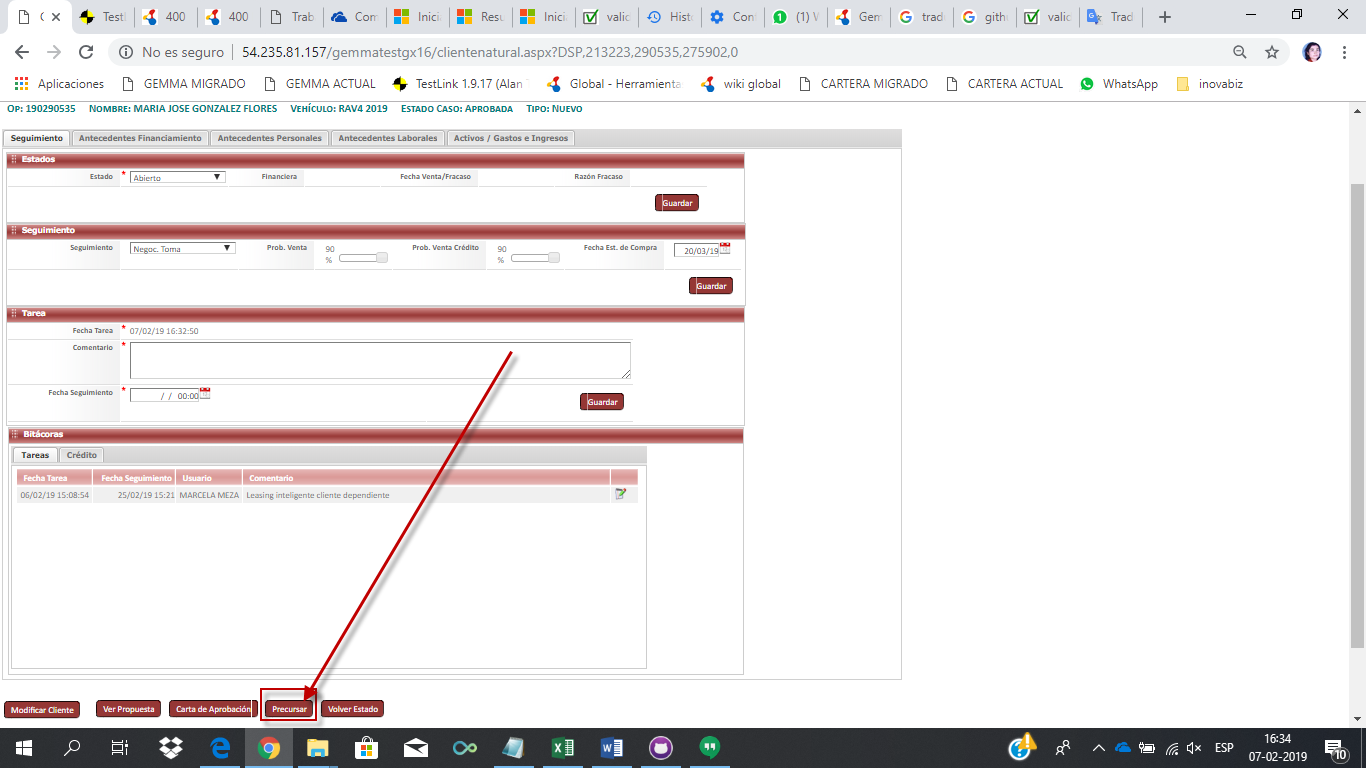 C
TestL
400
400
Trab
Com
Inicia
Resu
Inicia
valid
Histo
Conf
(1) W
Gem
tradu
githu
valid
Trad
No es seguro | 54.235.81.157/gemmatestgx16/clientenatural.aspx?DSP,213223,290535,275902,0
Aplicaciones GEMMA MIGRADO GEMMA ACTUAL TestLink 1.9.17 (Alan Global - Herramienta wiki global CARTERA MIGRADO CARTERA ACTUAL WhatsApp inovabiz
OP: 190290535 NOMBRE: MARIA JOSE GONZALEZ FLORES VEHÍCULO: RAV4 2019 ESTADO CASO: APROBADA TIPO: NUEVO
Seguimiento Antecedentes Financiamiento Antecedentes Personales Antecedentes Laborales Activos / Gastos e Ingresos
Estados
Estado * Abierto Financiera Fecha Venta/Fracaso Razón Fracaso
Guardar
Seguimiento
Seguimiento Negoc. Toma Prob. Venta 90 % Prob. Venta Crédito 90 % Fecha Est. de Compra 20/03/19
Guardar
Tarea
Fecha Tarea * 07/02/19 16:32:50
Comentario *
Fecha Seguimiento * / / 00:00
Guardar
Bitácoras
Tareas Crédito
Fecha Tarea Fecha Seguimiento Usuario Comentario
06/02/19 15:08:54 25/02/19 15:21 MARCELA MEZA Leasing inteligente cliente dependiente
Modificar Cliente Ver Propuesta Carta de Aprobación Precursar Volver Estado
ESP
16:34
07-02-2019
10